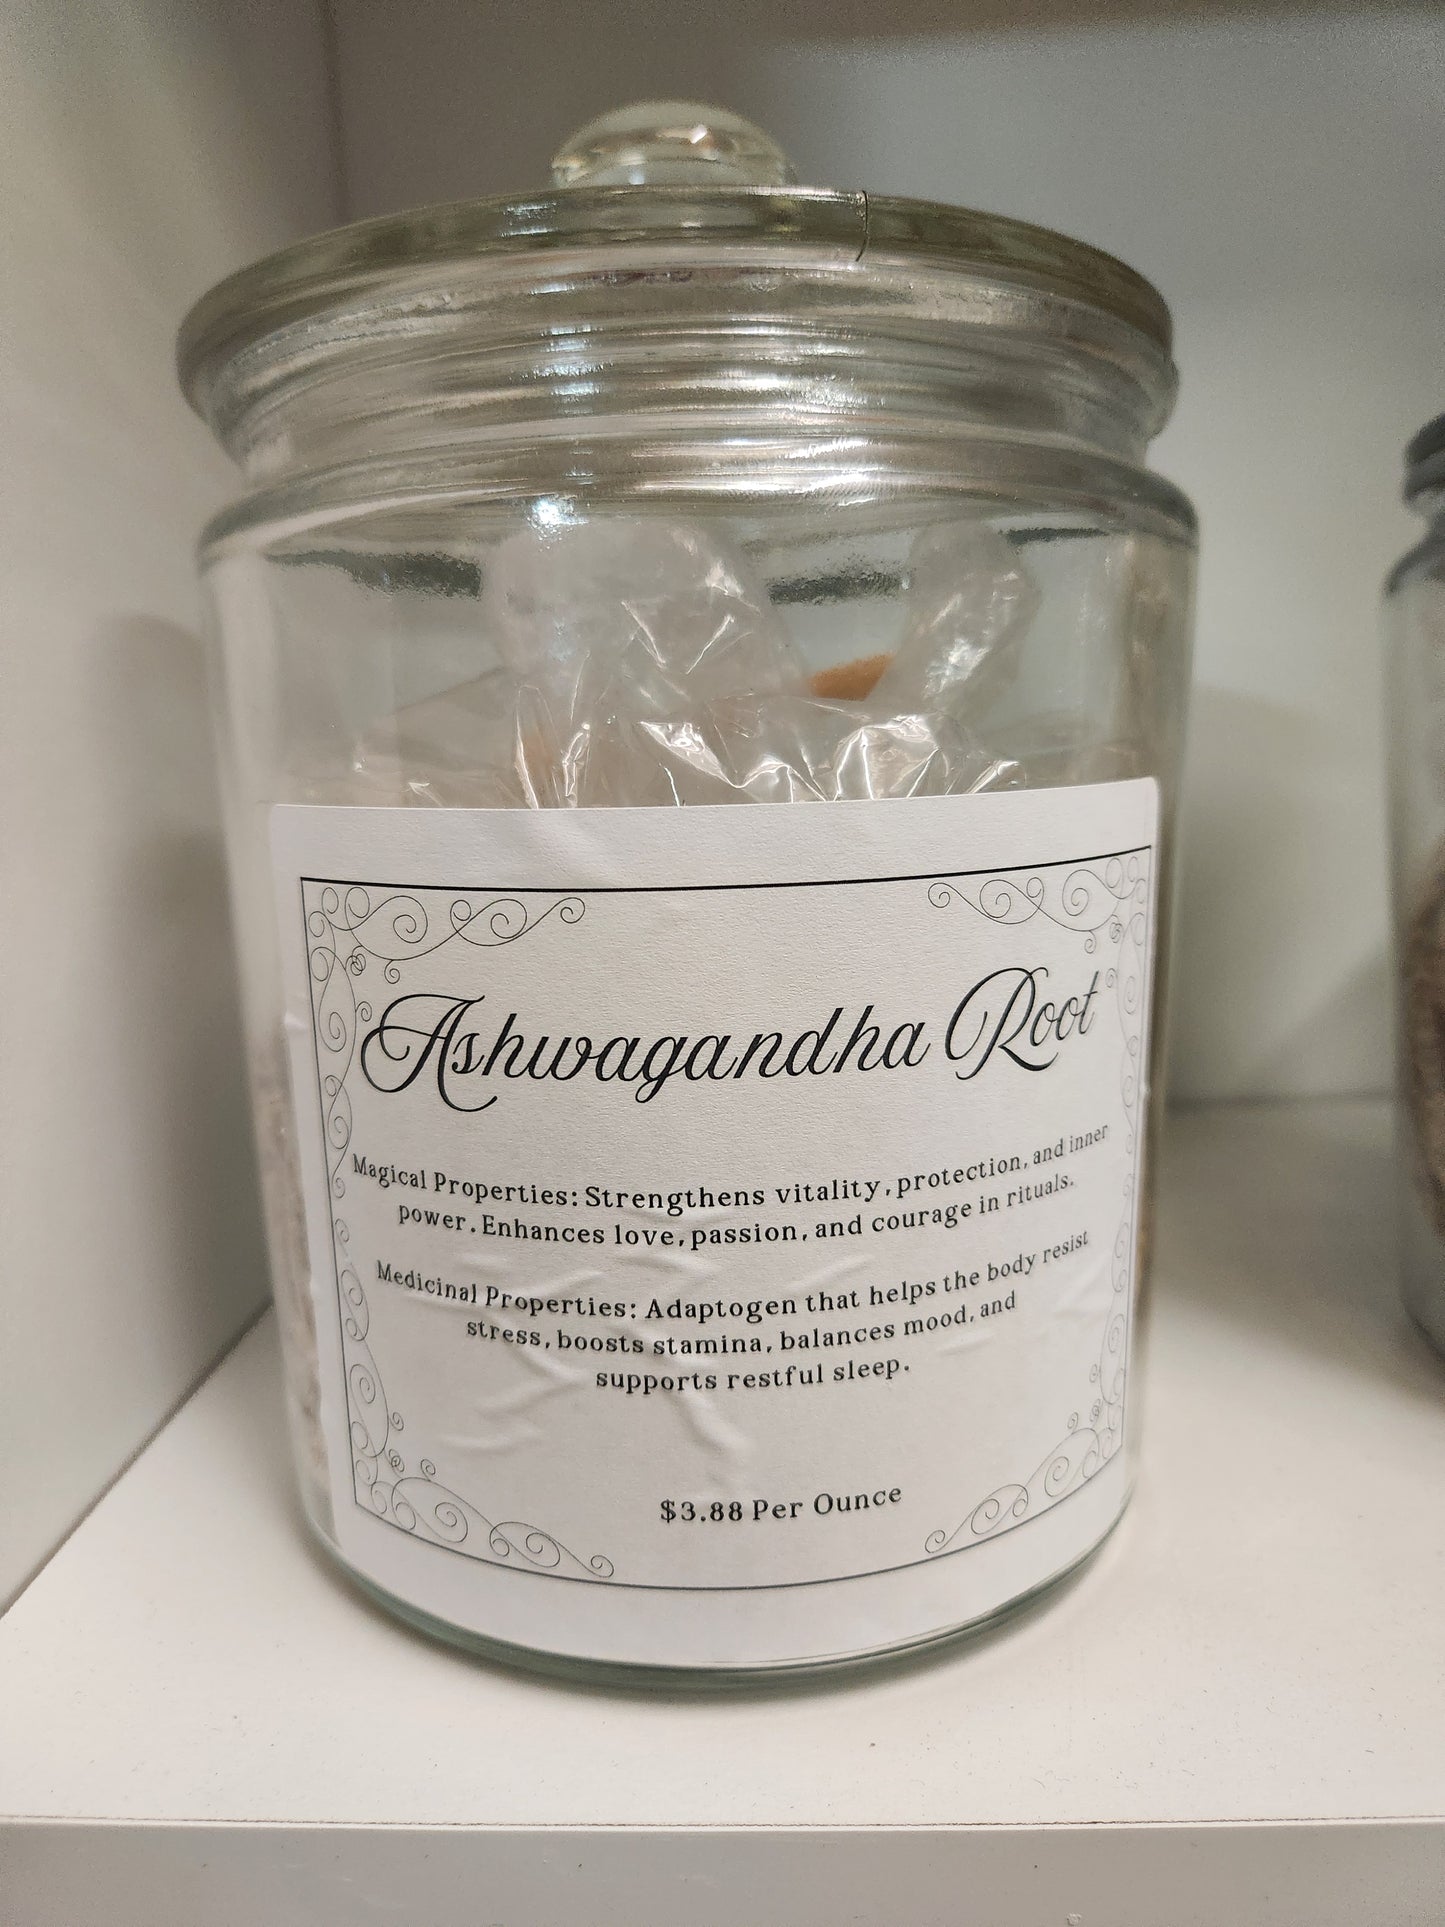 Ashwagandha Root
Magical Properties: Strengthens vitality, protection, and inner
power. Enhances love, passion, and courage in rituals.
Medicinal Properties: Adaptogen that helps the body resist
stress, boosts stamina, balances mood, and
supports restful sleep.
$3.88 Per Ounce